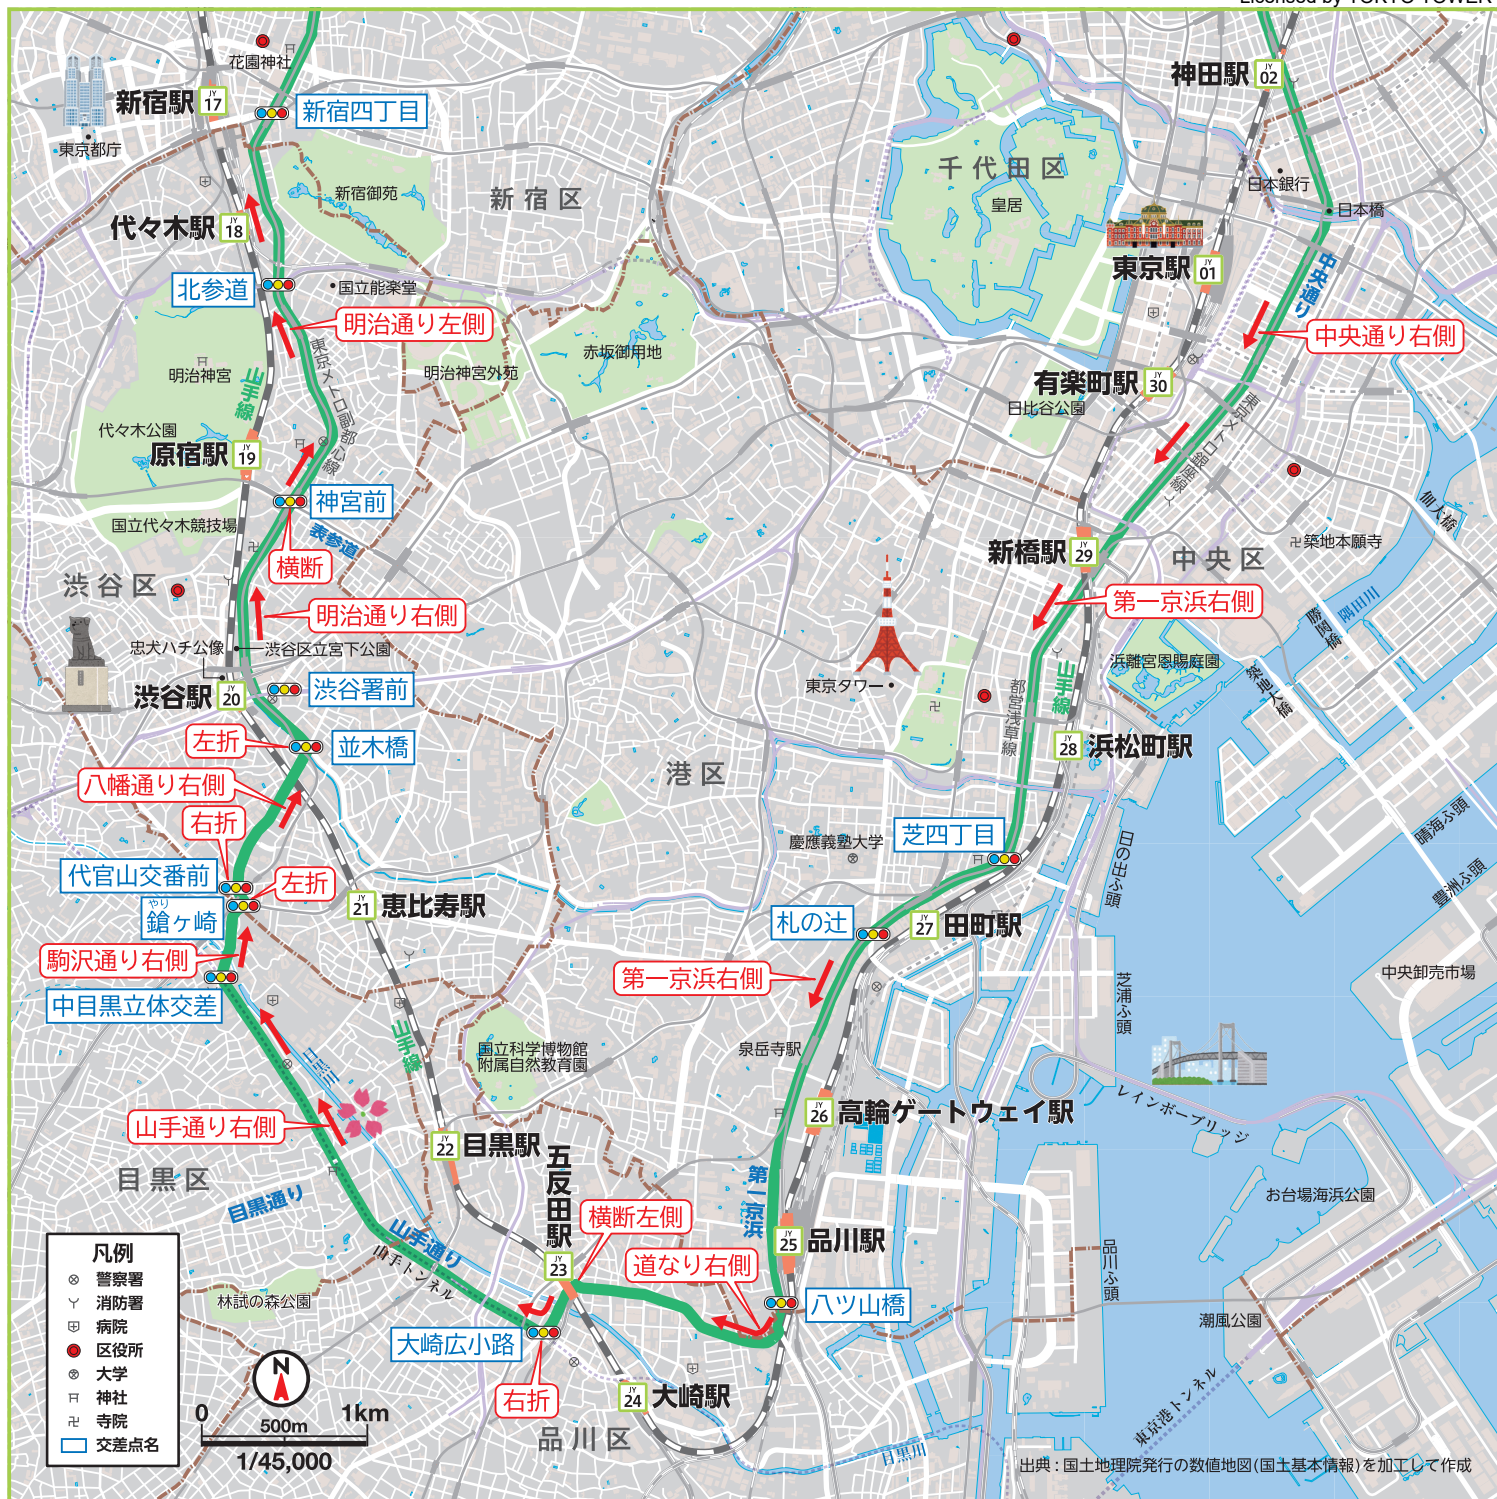 Licensed by TOKYO TOWER
花園神社
新宿駅
JY
17
新宿四丁目
東京都庁
新宿御苑
新宿区
代々木駅
JY
18
北参道
国立能楽堂
明治通り左側
明治神宮
山手線
東京メトロ副都心線
明治神宮外苑
赤坂御用地
代々木公園
原宿駅
JY
19
神宮前
国立代々木競技場
表参道
横断
渋谷区
明治通り右側
忠犬ハチ公像
渋谷区立宮下公園
渋谷駅
JY
20
渋谷署前
左折
並木橋
八幡通り右側
右折
代官山交番前
左折
やり
鎗ヶ崎
JY
21
恵比寿駅
駒沢通り右側
中目黒立体交差
目黒川
山手線
国立科学博物館
附属自然教育園
山手通り右側
JY
22
目黒駅
目黒区
目黒通り
山手通り
山手トンネル
五反田駅
JY
23
横断左側
道なり右側
林試の森公園
大崎広小路
右折
JY
24
大崎駅
品川区
目黒川
神田駅
JY
02
千代田区
皇居
日本銀行
日本橋
東京駅
JY
01
中央通り
中央通り右側
有楽町駅
JY
30
日比谷公園
東京メトロ銀座線
佃大橋
新橋駅
JY
29
築地本願寺
中央区
第一京浜右側
勝鬨橋
隅田川
浜離宮恩賜庭園
築地大橋
東京タワー
都営浅草線
山手線
JY
28
浜松町駅
港区
慶應義塾大学
芝四丁目
日の出ふ頭
晴海ふ頭
豊洲ふ頭
札の辻
JY
27
田町駅
第一京浜右側
芝浦ふ頭
中央卸売市場
泉岳寺駅
JY
26
高輪ゲートウェイ駅
レインボーブリッジ
第一京浜
お台場海浜公園
JY
25
品川駅
品川ふ頭
八ツ山橋
潮風公園
東京港トンネル
凡例
警察署
消防署
病院
区役所
大学
神社
寺院
交差点名
N
0
500m
1km
1/45,000
出典：国土地理院発行の数値地図(国土基本情報)を加工して作成